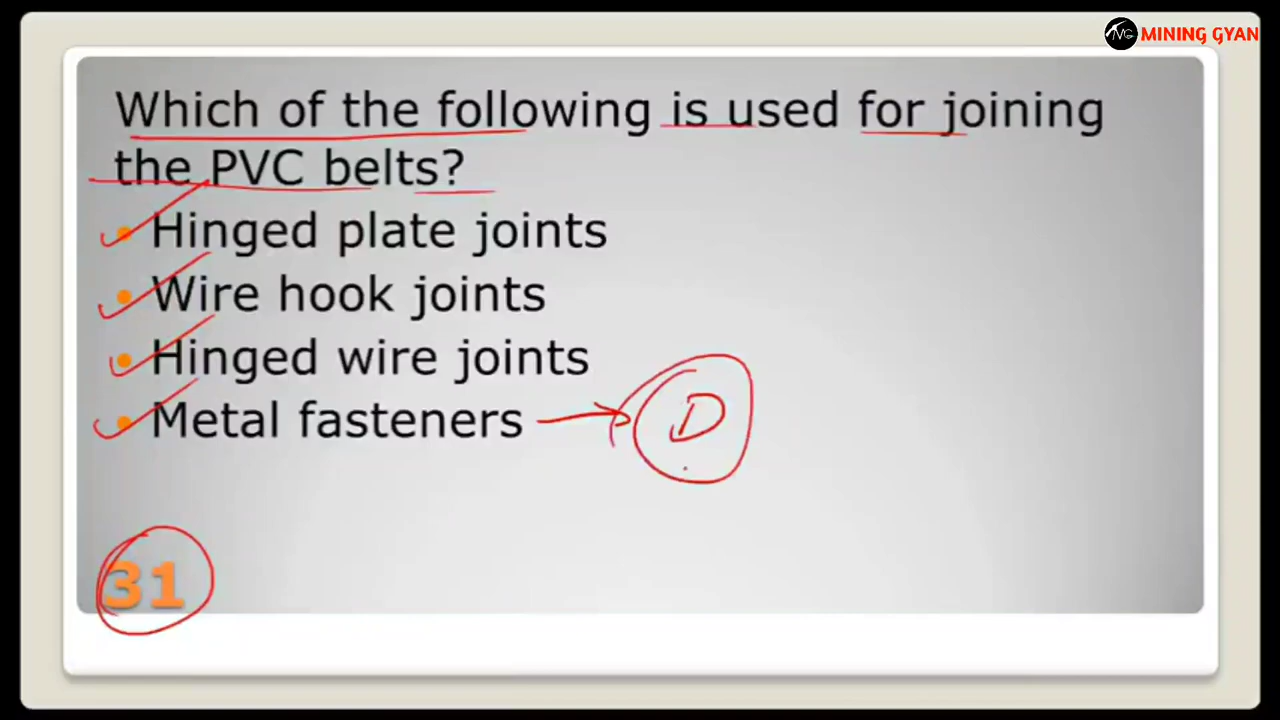 MINING GYAN
Which of the following is used for joining
the PVC belts?
• Hinged plate joints
• Wire hook joints
• Hinged wire joints
• Metal fasteners → D
31